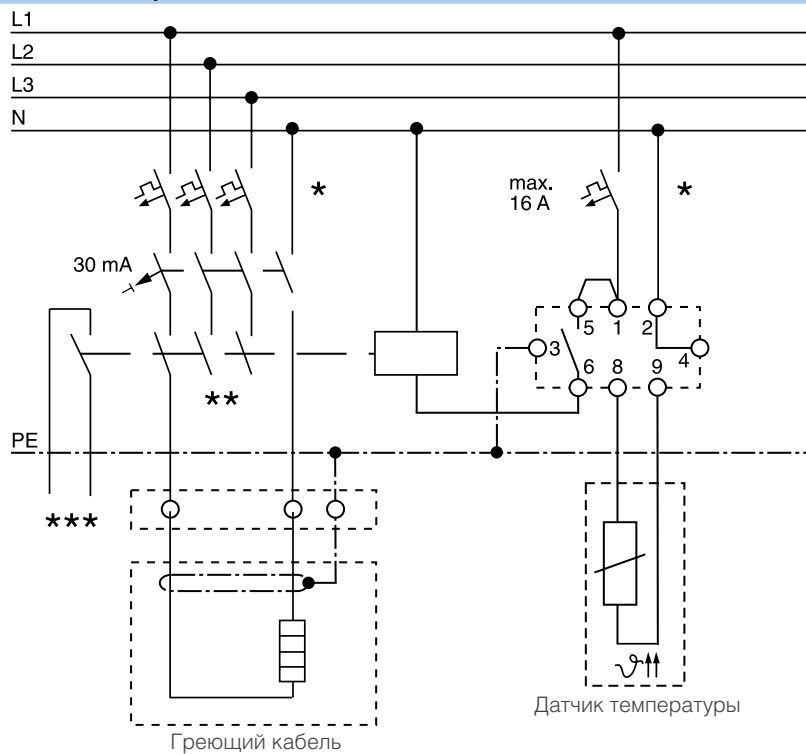 L1
L2
L3
N
*
max.
16 A
*
30 mA
5 1 2
3
4
6 8 9
**
PE
***
ϑ
Греющий кабель
Датчик температуры